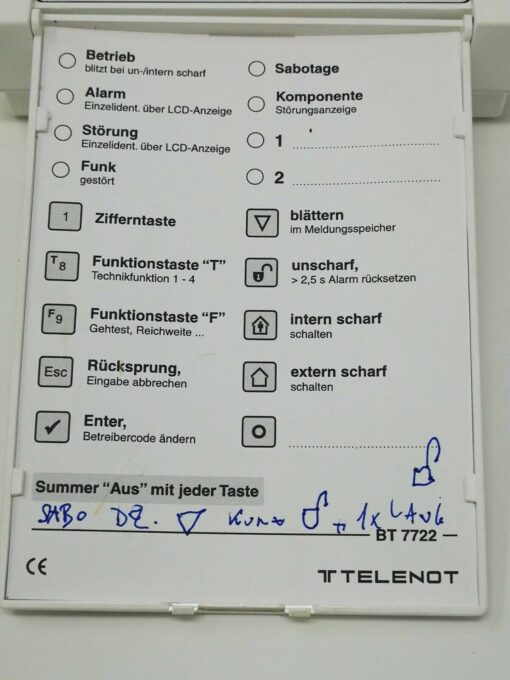 Betrieb
blitzt bei un-/intern scharf
Alarm
Einzelident. über LCD-Anzeige
Störung
Einzelident. über LCD-Anzeige
Funk
gestört
Sabotage
Komponente
Störungsanzeige
1
2
1 Zifferntaste
T8 Funktionstaste “T”
Technikfunktion 1 - 4
F9 Funktionstaste “F”
Gehtest, Reichweite ...
Esc Rücksprung,
Eingabe abbrechen
Enter,
Betreibercode ändern
blättern
im Meldungsspeicher
unscharf,
> 2,5 s Alarm rücksetzen
intern scharf
schalten
extern scharf
schalten
Summer “Aus” mit jeder Taste
SABO + 1x
BT 7722
CE
TELENOT